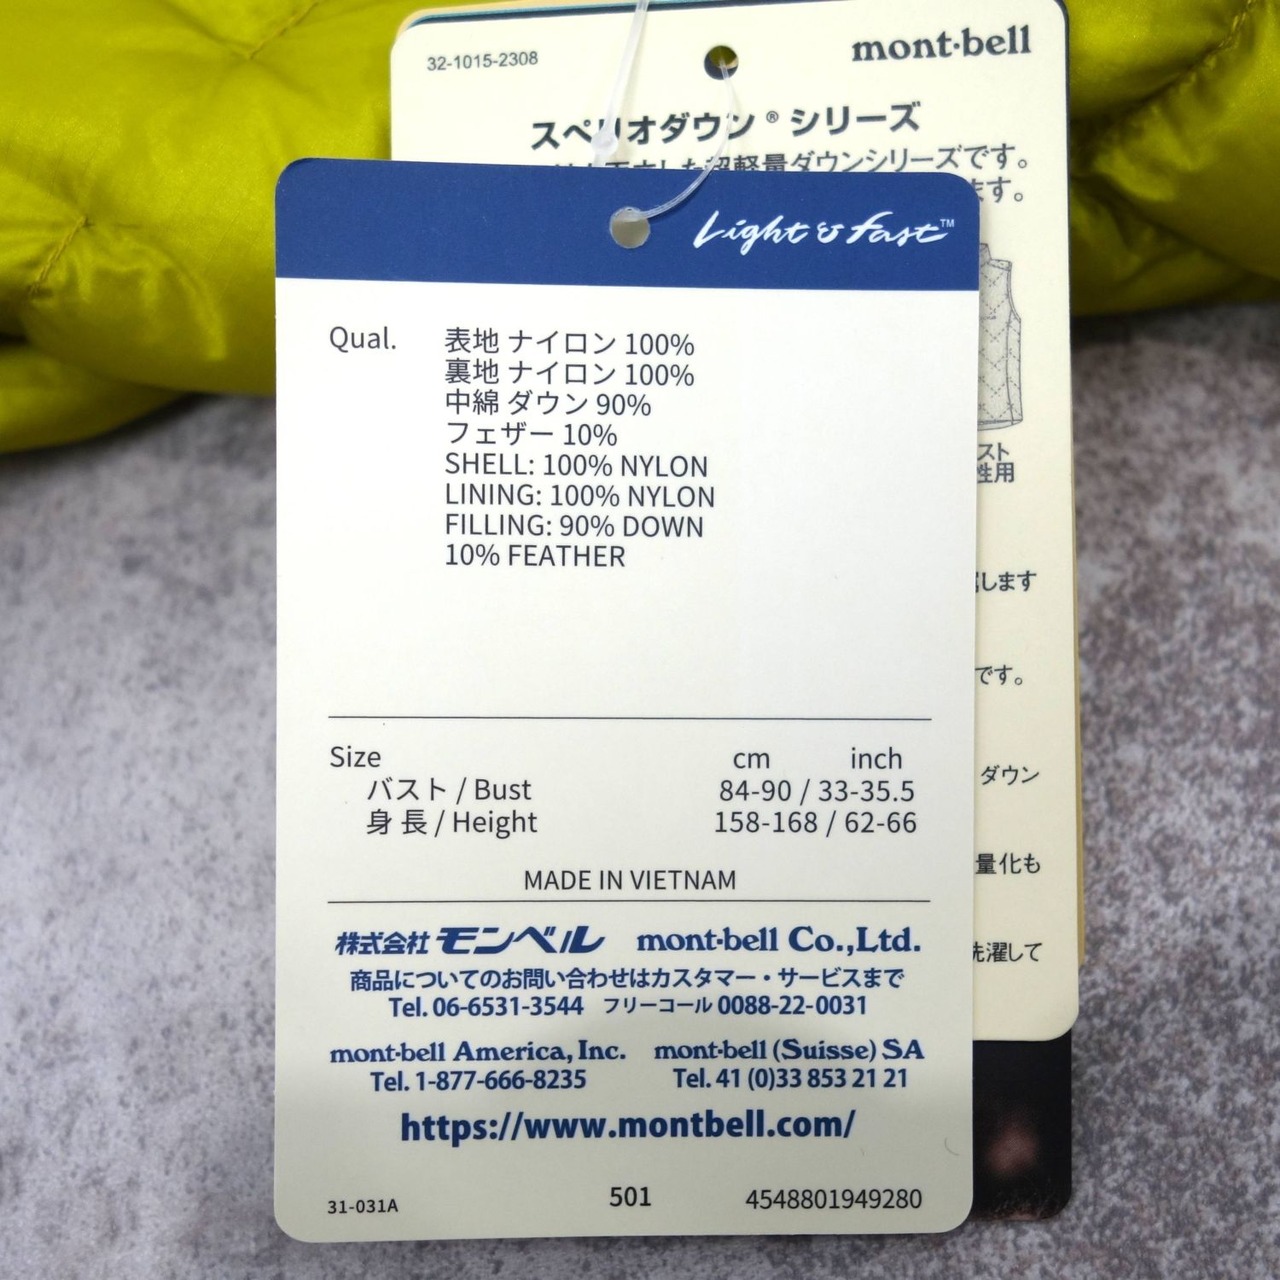 32-1015-2308
mont-bell
スペリオダウン® シリーズ
超軽量ダウンシリーズです。
ます。
Light & Fast™
Qual.
表地 ナイロン 100%
裏地 ナイロン 100%
中綿 ダウン 90%
フェザー 10%
SHELL: 100% NYLON
LINING: 100% NYLON
FILLING: 90% DOWN
10% FEATHER
スト
性用
します
です。
ダウン
量化も
洗濯して
Size cm inch
バスト / Bust 84-90 / 33-35.5
身 長 / Height 158-168 / 62-66
MADE IN VIETNAM
株式会社 モンベル mont-bell Co.,Ltd.
商品についてのお問い合わせはカスタマー・サービスまで
Tel. 06-6531-3544 フリーコール 0088-22-0031
mont-bell America, Inc. mont-bell (Suisse) SA
Tel. 1-877-666-8235 Tel. 41 (0)33 853 21 21
https://www.montbell.com/
31-031A 501 4548801949280